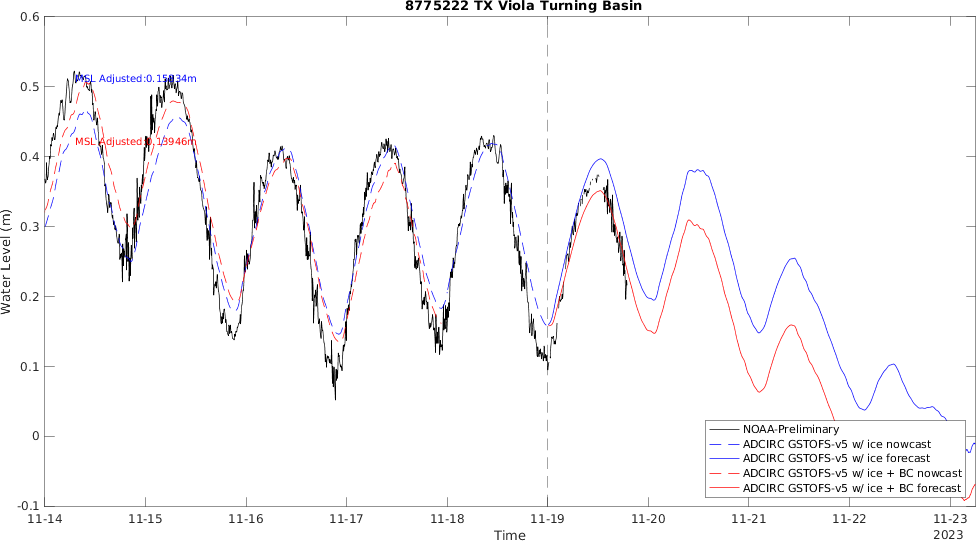 8775222 TX Viola Turning Basin
0.6
0.5
0.4
0.3
0.2
0.1
0
-0.1
Water Level (m)
MSL Adjusted:0.15834m
MSL Adjusted:0.13946m
NOAA-Preliminary
ADCIRC GSTOFS-v5 w/ ice nowcast
ADCIRC GSTOFS-v5 w/ ice forecast
ADCIRC GSTOFS-v5 w/ ice + BC nowcast
ADCIRC GSTOFS-v5 w/ ice + BC forecast
11-14 11-15 11-16 11-17 11-18 11-19 11-20 11-21 11-22 11-23
Time
2023